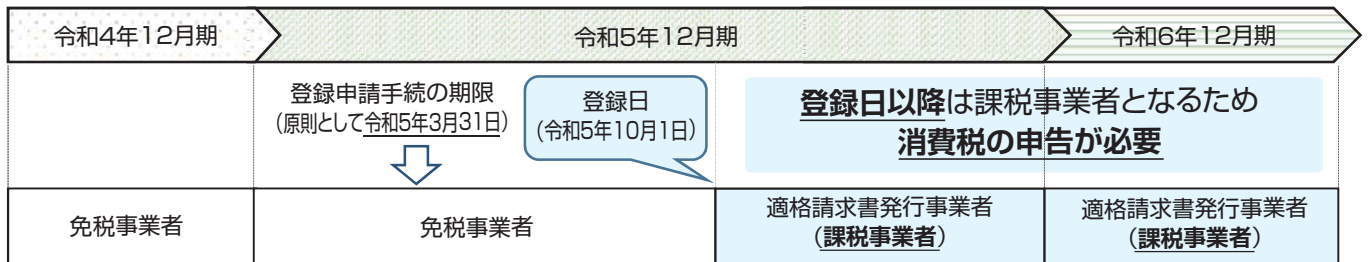 令和4年12月期
令和5年12月期
令和6年12月期
登録申請手続の期限
（原則として令和5年3月31日）
登録日
（令和5年10月1日）
登録日以降は課税事業者となるため
消費税の申告が必要
免税事業者
免税事業者
適格請求書発行事業者
（課税事業者）
適格請求書発行事業者
（課税事業者）